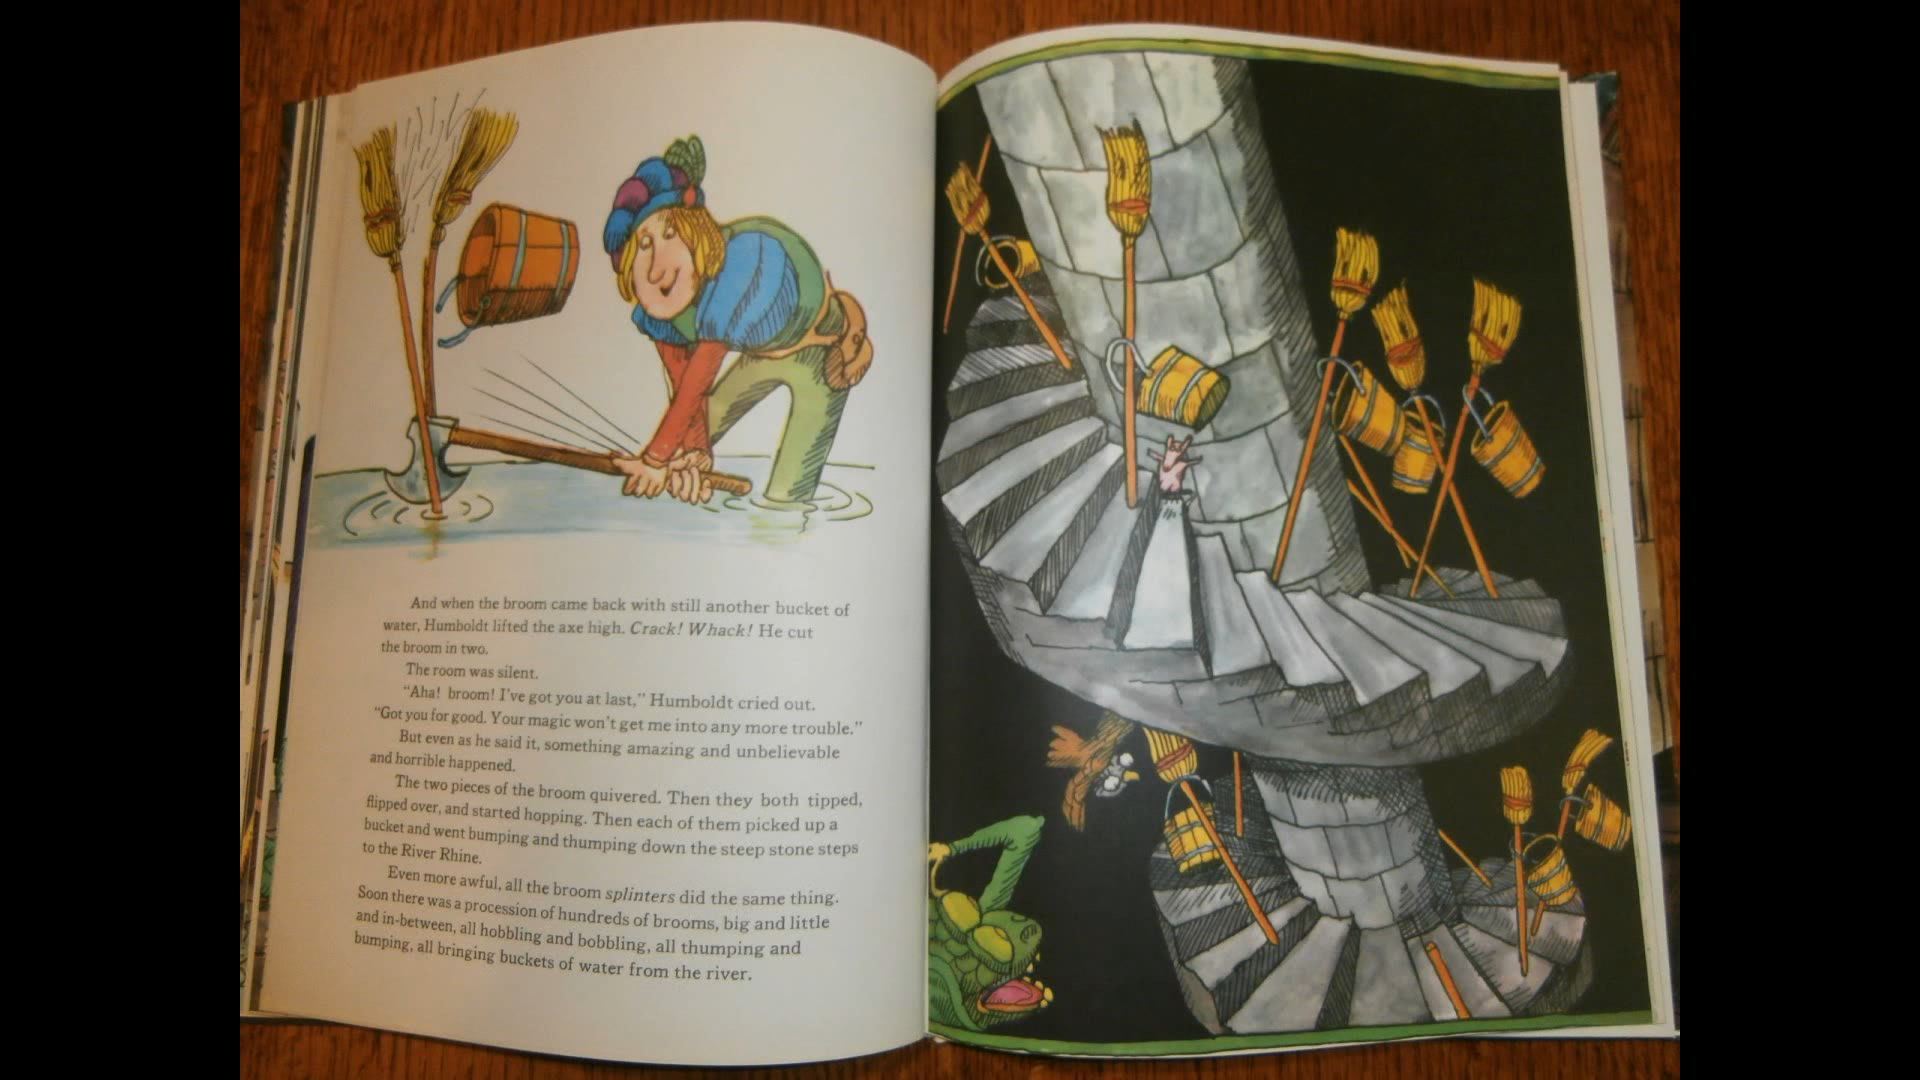 And when the broom came back with still another bucket of
water, Humboldt lifted the axe high. Crack! Whack! He cut
the broom in two.
The room was silent.
“Aha! broom! I’ve got you at last,” Humboldt cried out.
“Got you for good. Your magic won’t get me into any more trouble.”
But even as he said it, something amazing and unbelievable
and horrible happened.
The two pieces of the broom quivered. Then they both tipped,
flipped over, and started hopping. Then each of them picked up a
bucket and went bumping and thumping down the steep stone steps
to the River Rhine.
Even more awful, all the broom splinters did the same thing.
Soon there was a procession of hundreds of brooms, big and little
and in-between, all hobbling and bobbling, all thumping and
bumping, all bringing buckets of water from the river.